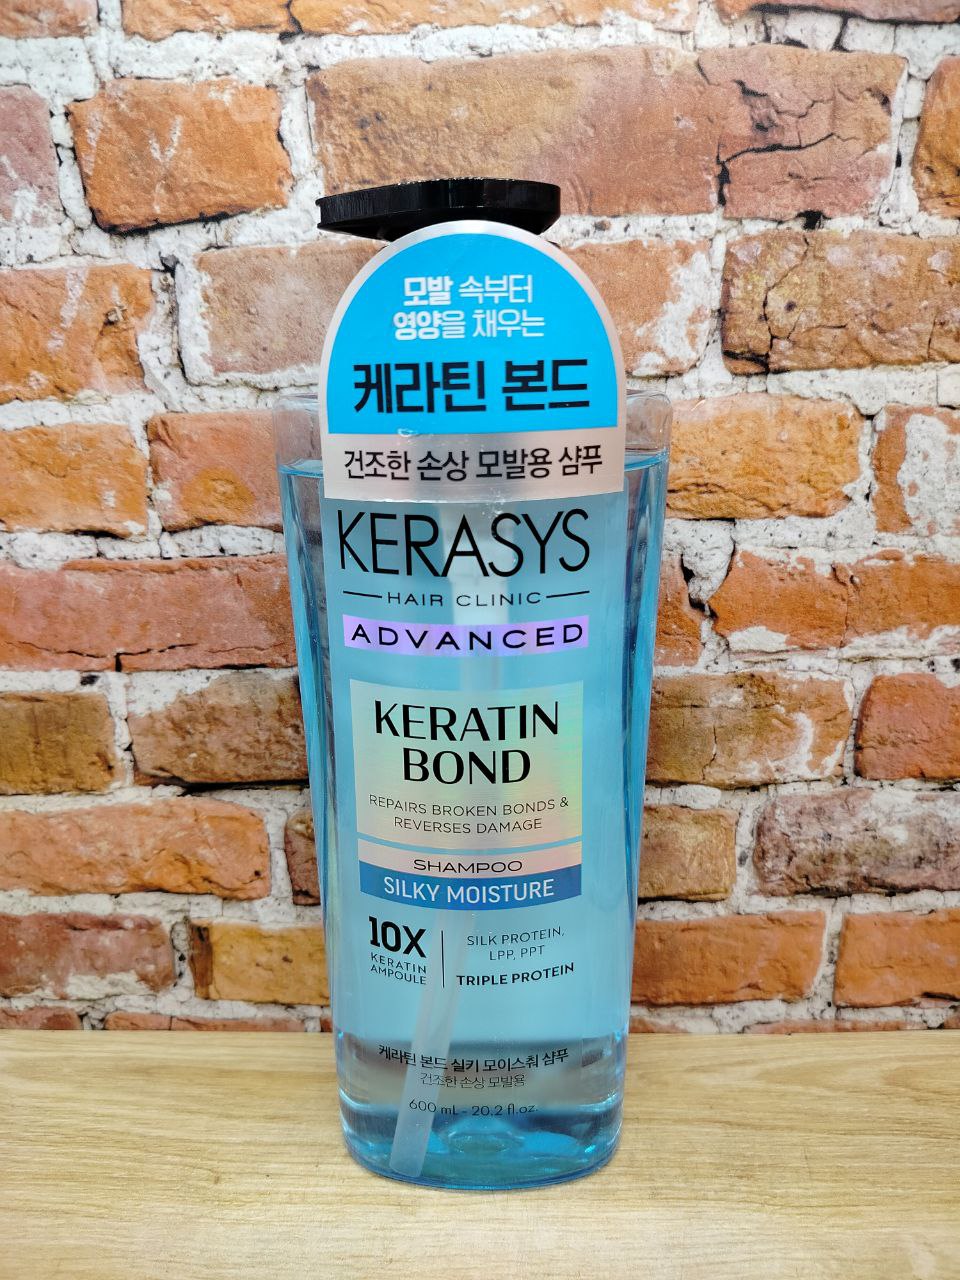 모발 속부터
영양을 채우는
케라틴 본드
건조한 손상 모발용 샴푸
KERASYS
HAIR CLINIC
ADVANCED
KERATIN
BOND
REPAIRS BROKEN BONDS &
REVERSES DAMAGE
SHAMPOO
SILKY MOISTURE
10X
KERATIN
AMPOULE
SILK PROTEIN,
LPP, PPT
TRIPLE PROTEIN
케라틴 본드 실키 모이스춰 샴푸
건조한 손상 모발용
600 mL - 20.2 fl.oz.